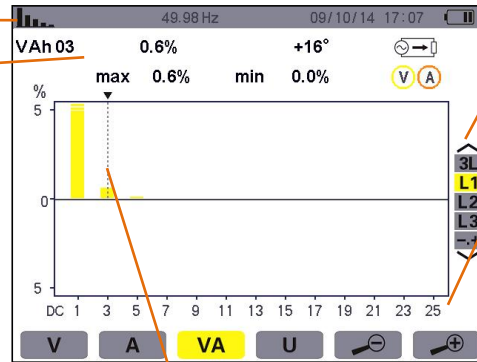 49.98 Hz 09/10/14 17:07
VAh 03 0.6% +16°
max 0.6% min 0.0% V A
%
5
0
5
3L
L1
L2
L3
-.+
DC 1 3 5 7 9 11 13 15 17 19 21 23 25
V A VA U